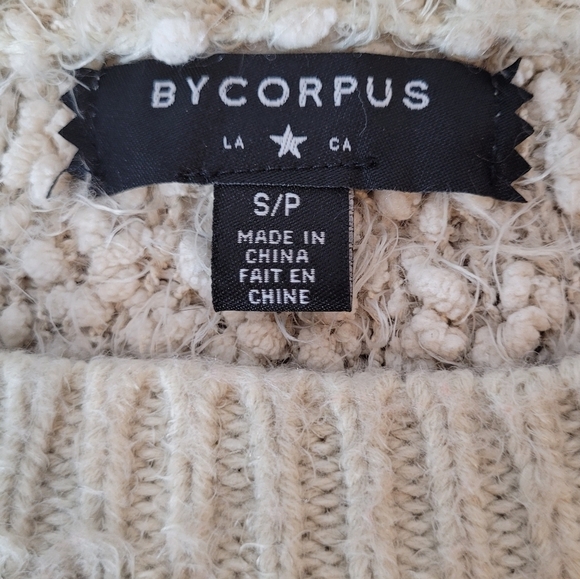 BYCORPUS
LA CA
S/P
MADE IN
CHINA
FAIT EN
CHINE